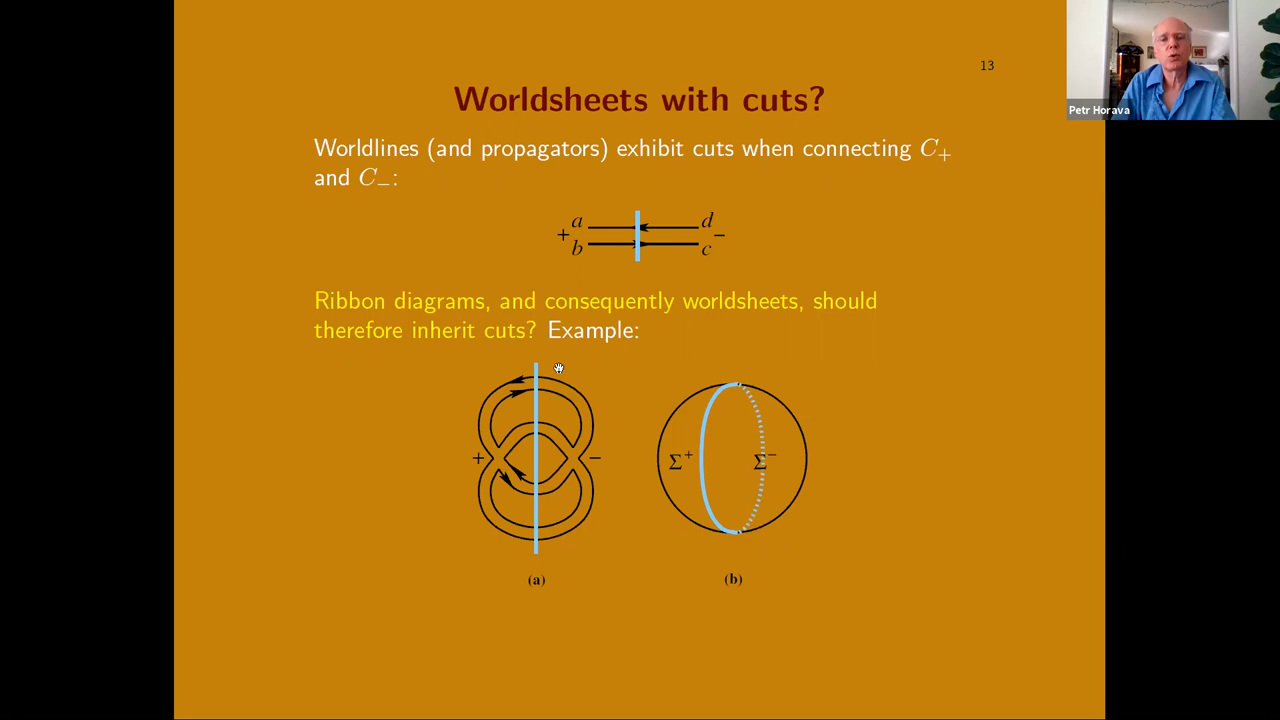 13
Petr Horava
Worldsheets with cuts?
Worldlines (and propagators) exhibit cuts when connecting C₊
and C₋:
a d
+ −
b c
Ribbon diagrams, and consequently worldsheets, should
therefore inherit cuts? Example:
+ − Σ⁺ Σ⁻
(a) (b)